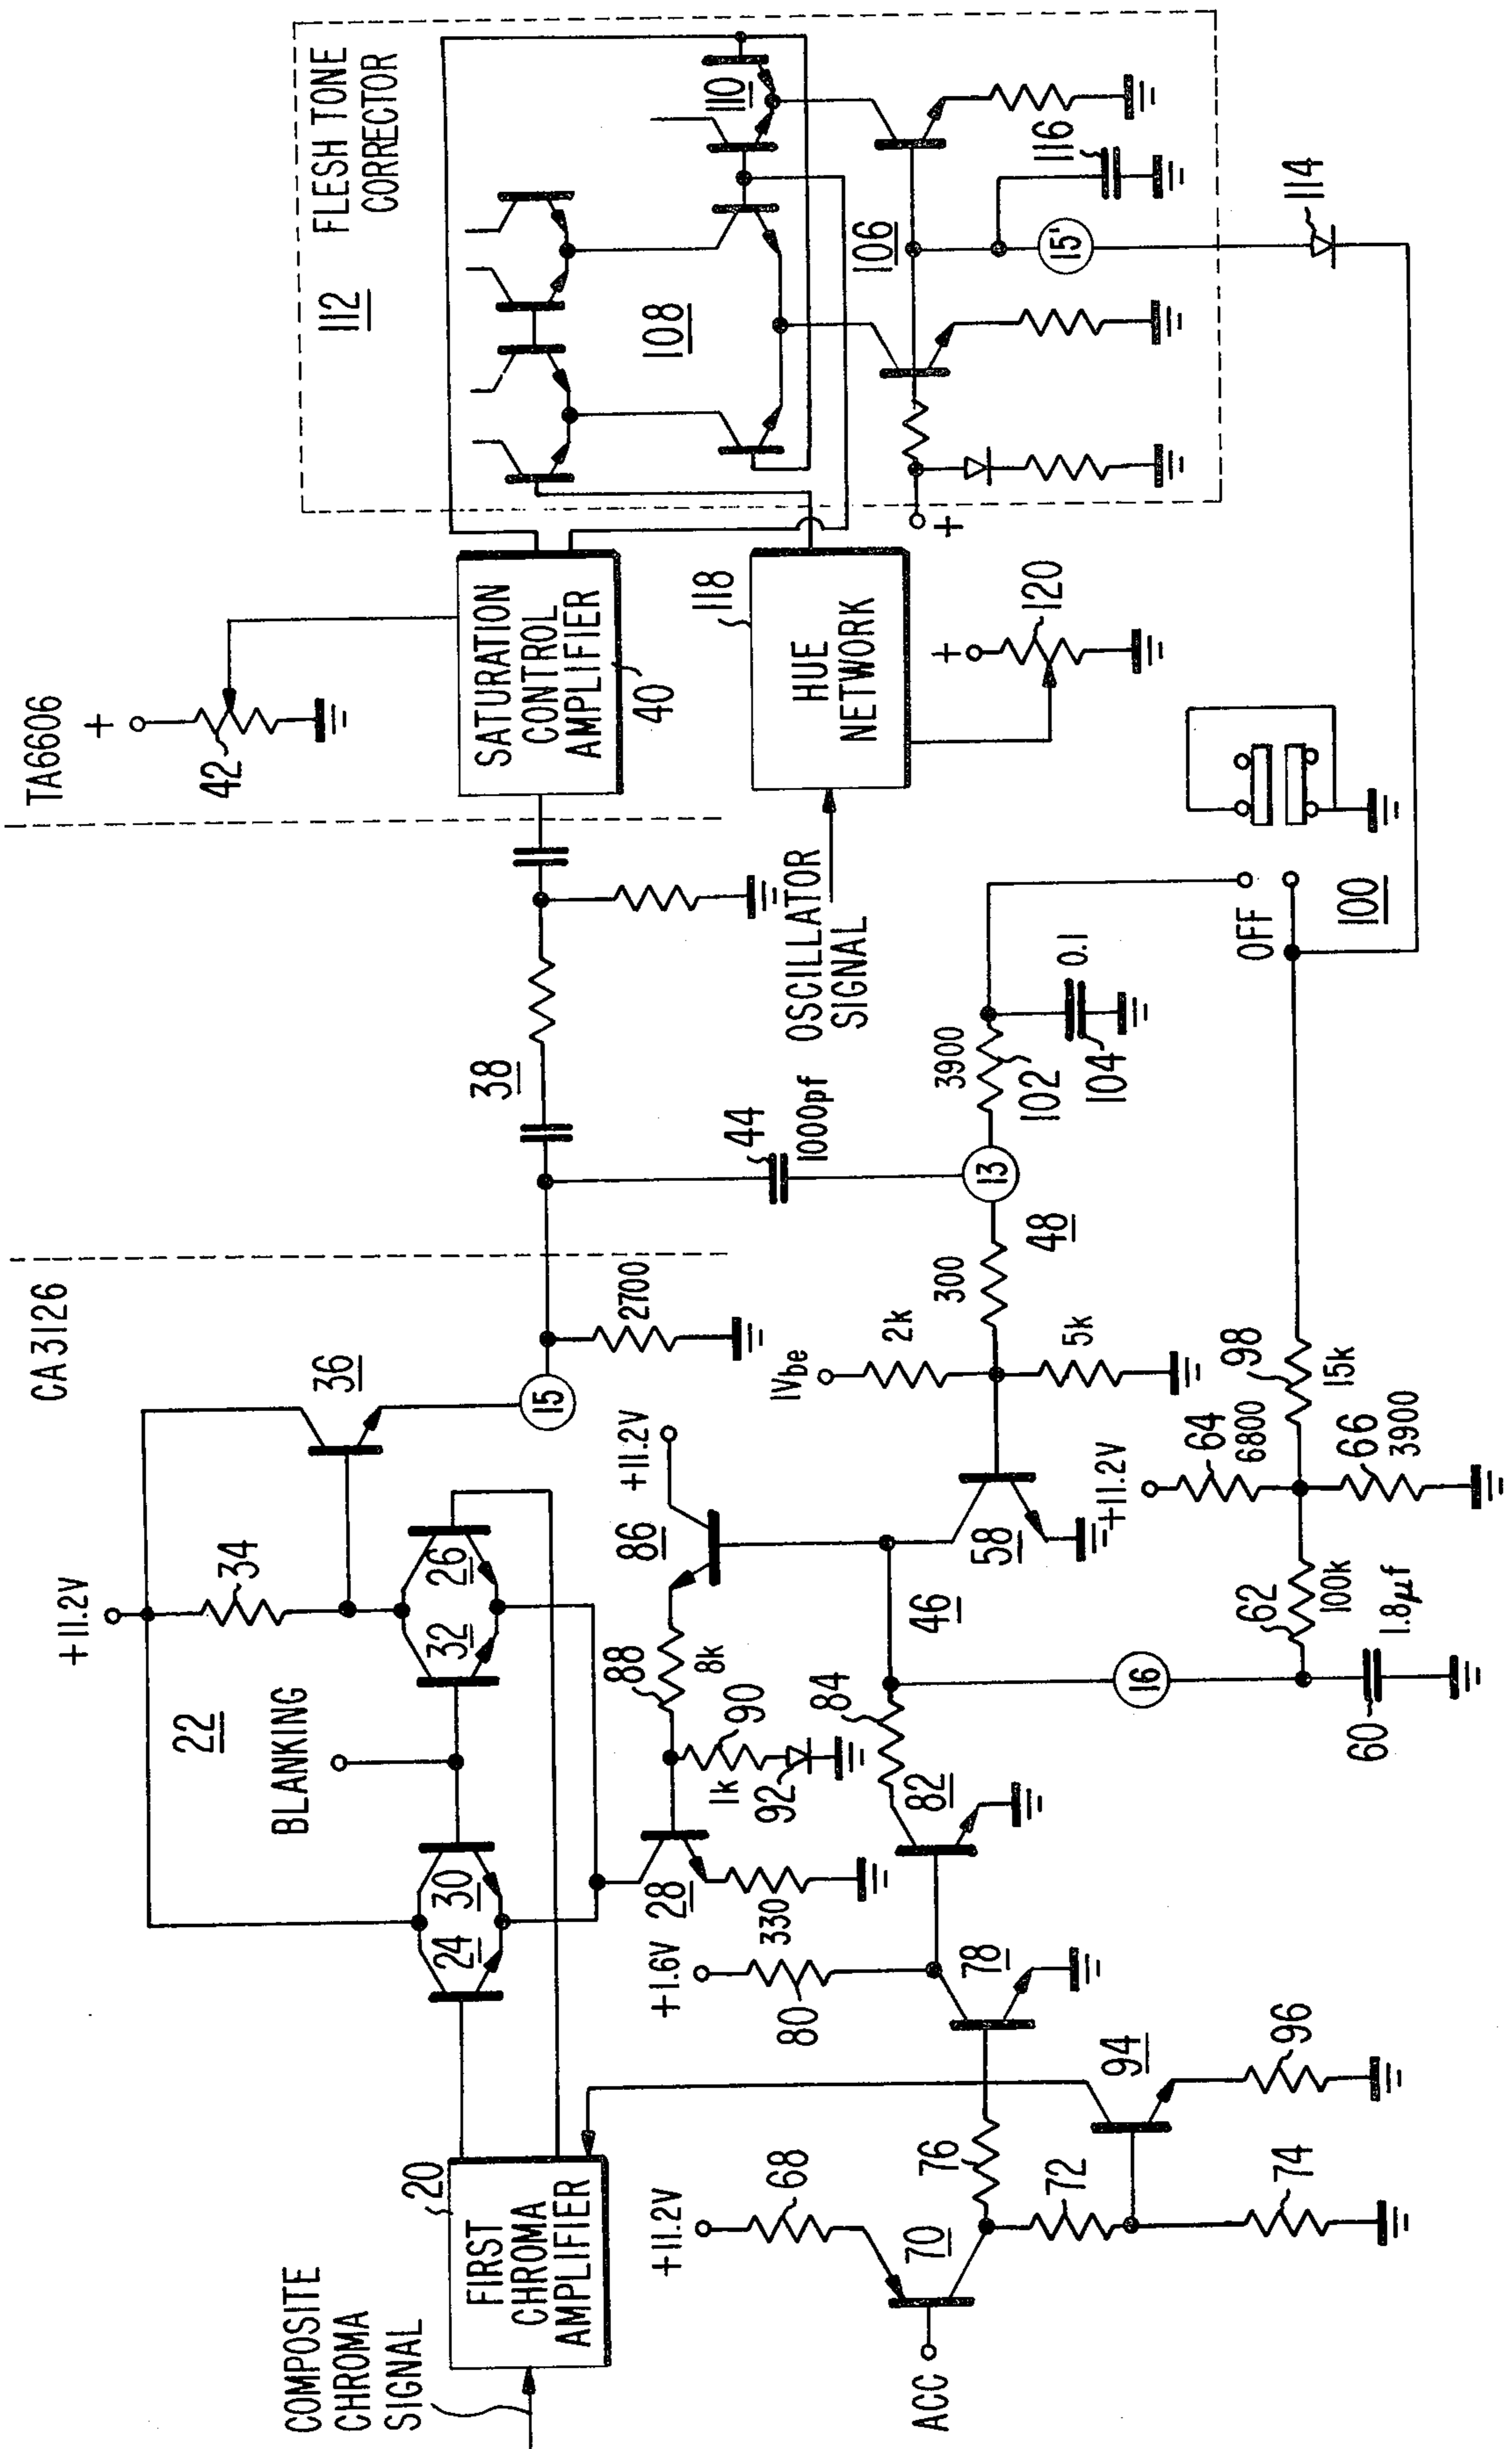 COMPOSITE
CHROMA
SIGNAL
20
FIRST
CHROMA
AMPLIFIER
+11.2V
22
BLANKING
24
30
32
26
34
36
CA3126
15
2700
38
TA6606
+
42
SATURATION
CONTROL
AMPLIFIER
40
112
FLESH TONE
CORRECTOR
108
110
106
116
15'
114
+
118
HUE
NETWORK
+
120
OSCILLATOR
SIGNAL
44
1000pf
13
3900
102
104
0.1
OFF
100
48
300
1Vbe
2k
5k
58
+11.2V
86
88
8k
90
1k
92
28
330
46
84
82
16
+1.6V
80
78
+11.2V
68
70
ACC
76
72
74
94
96
60
1.8µf
62
100k
+11.2V
64
6800
66
3900
98
15k